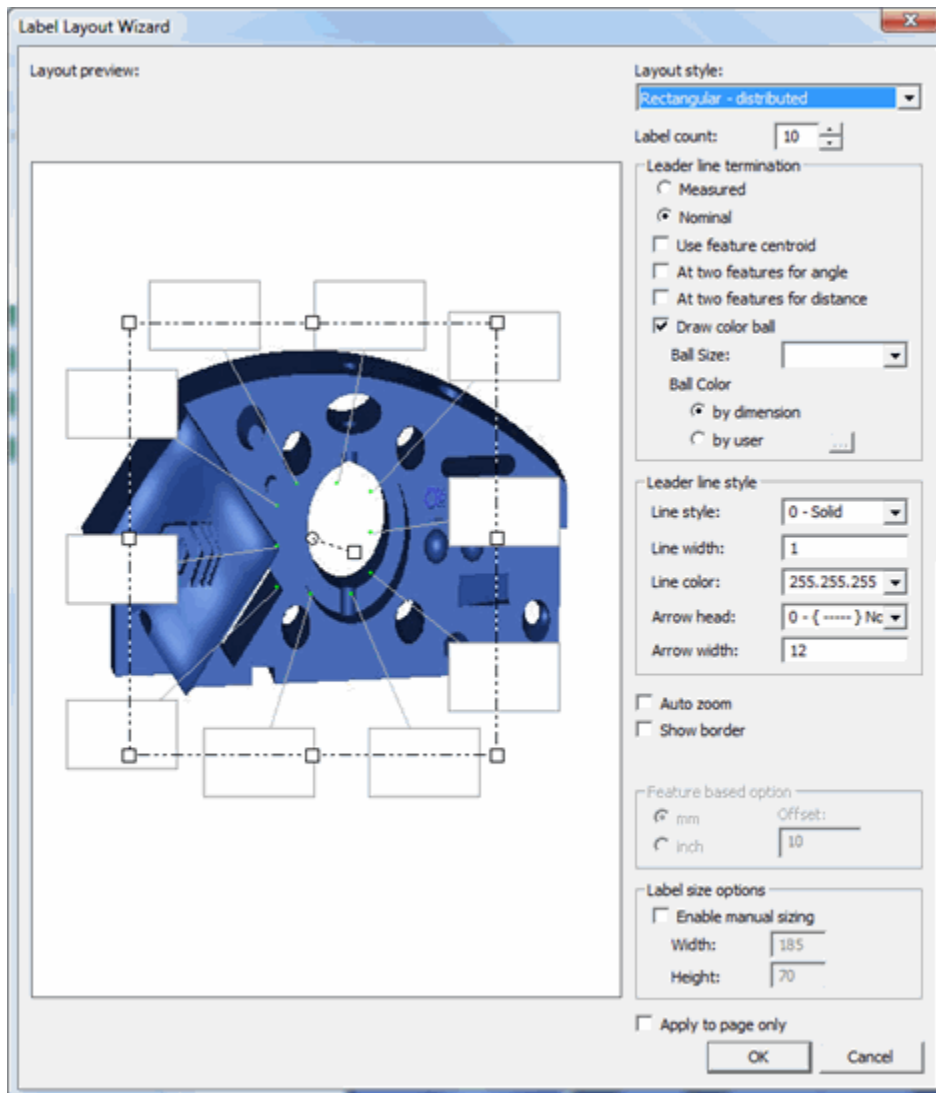 Label Layout Wizard
Layout preview:
Layout style:
Rectangular - distributed
Label count: 10
Leader line termination
Measured
Nominal
Use feature centroid
At two features for angle
At two features for distance
Draw color ball
Ball Size:
Ball Color
by dimension
by user ...
Leader line style
Line style: 0 - Solid
Line width: 1
Line color: 255.255.255
Arrow head: 0 - { ----- } Nc
Arrow width: 12
Auto zoom
Show border
Feature based option
mm Offset:
inch 10
Label size options
Enable manual sizing
Width: 185
Height: 70
Apply to page only
OK Cancel